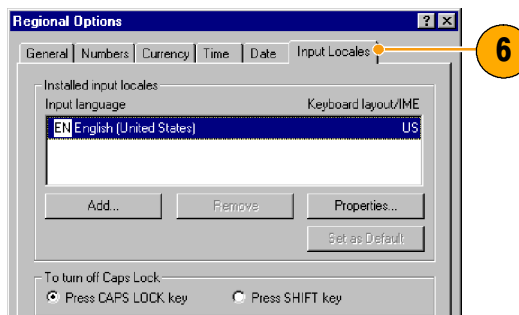 Regional Options
General Numbers Currency Time Date Input Locales
6
Installed input locales
Input language Keyboard layout/IME
EN English (United States) US
Add... Remove Properties...
Set as Default
To turn off Caps Lock
Press CAPS LOCK key Press SHIFT key